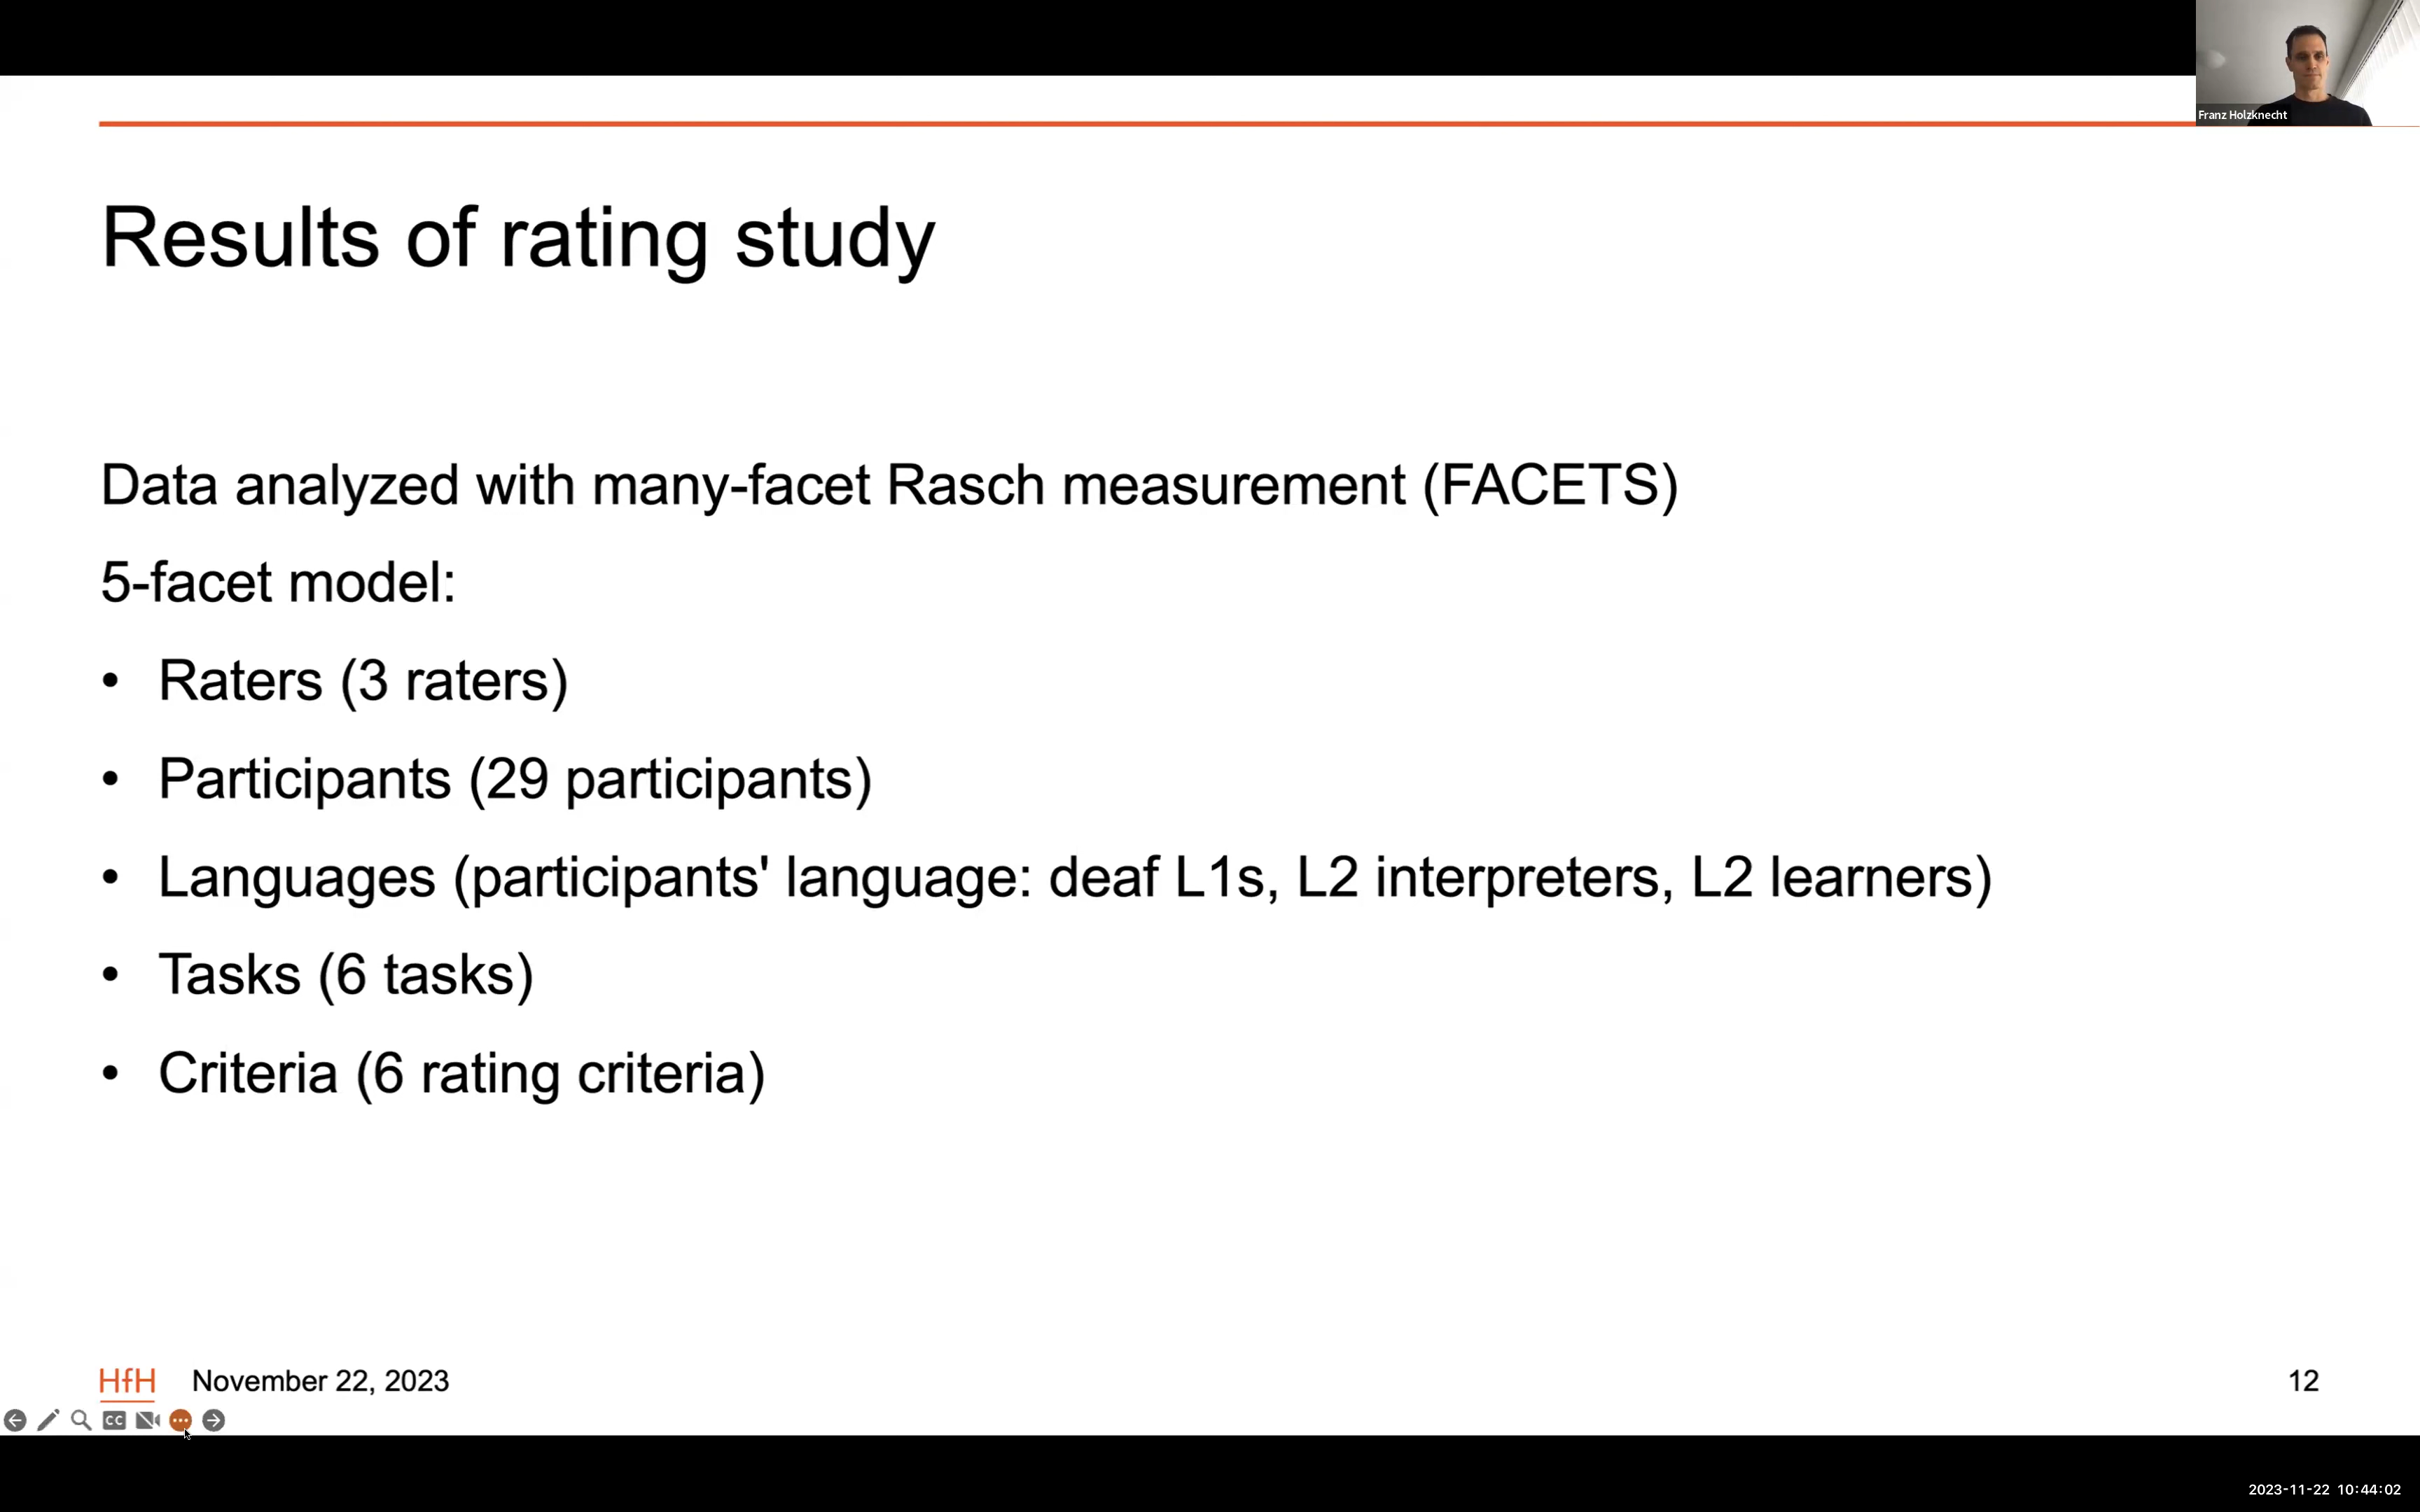 Franz Holzknecht
Results of rating study
Data analyzed with many-facet Rasch measurement (FACETS)
5-facet model:
• Raters (3 raters)
• Participants (29 participants)
• Languages (participants' language: deaf L1s, L2 interpreters, L2 learners)
• Tasks (6 tasks)
• Criteria (6 rating criteria)
HfH November 22, 2023 12
CC
2023-11-22 10:44:02